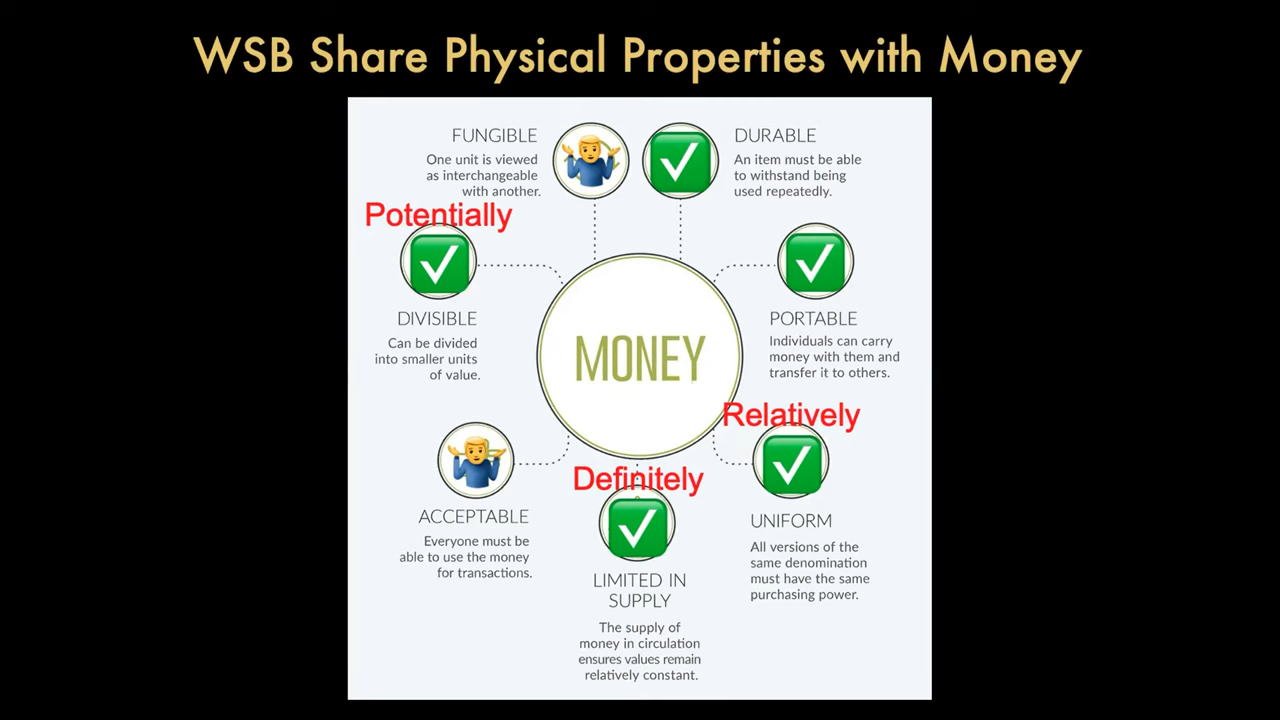 WSB Share Physical Properties with Money
FUNGIBLE
One unit is viewed
as interchangeable
with another.
DURABLE
An item must be able
to withstand being
used repeatedly.
Potentially
DIVISIBLE
Can be divided
into smaller units
of value.
PORTABLE
Individuals can carry
money with them and
transfer it to others.
MONEY
Relatively
UNIFORM
All versions of the
same denomination
must have the same
purchasing power.
ACCEPTABLE
Everyone must be
able to use the money
for transactions.
Definitely
LIMITED IN
SUPPLY
The supply of
money in circulation
ensures values remain
relatively constant.